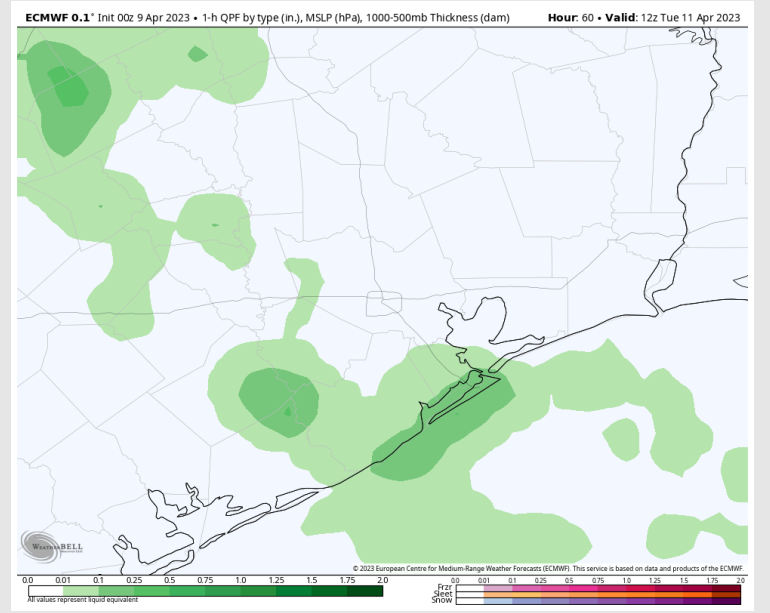 ECMWF 0.1° Init 00z 9 Apr 2023 • 1-h QPF by type (in.), MSLP (hPa), 1000-500mb Thickness (dam) Hour: 60 • Valid: 12z Tue 11 Apr 2023
WEATHERBELL
© 2023 European Centre for Medium-Range Weather Forecasts (ECMWF). This service is based on data and products of the ECMWF.
0.0 0.01 0.1 0.25 0.5 0.75 1.0 1.25 1.5 1.75 2.0
All values represent liquid equivalent
0.0 0.01 0.1 0.25 0.5 0.75 1.0 1.25 1.5 1.75 2.0
Frzr
Sleet
Snow